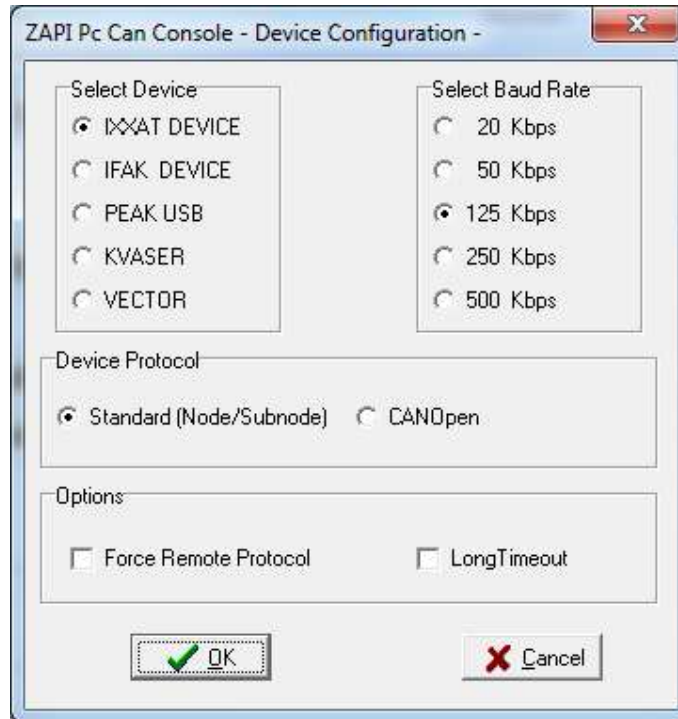 ZAPI Pc Can Console - Device Configuration -
Select Device
IXXAT DEVICE
IFAK DEVICE
PEAK USB
KVASER
VECTOR
Select Baud Rate
20 Kbps
50 Kbps
125 Kbps
250 Kbps
500 Kbps
Device Protocol
Standard (Node/Subnode) CANOpen
Options
Force Remote Protocol LongTimeout
OK Cancel